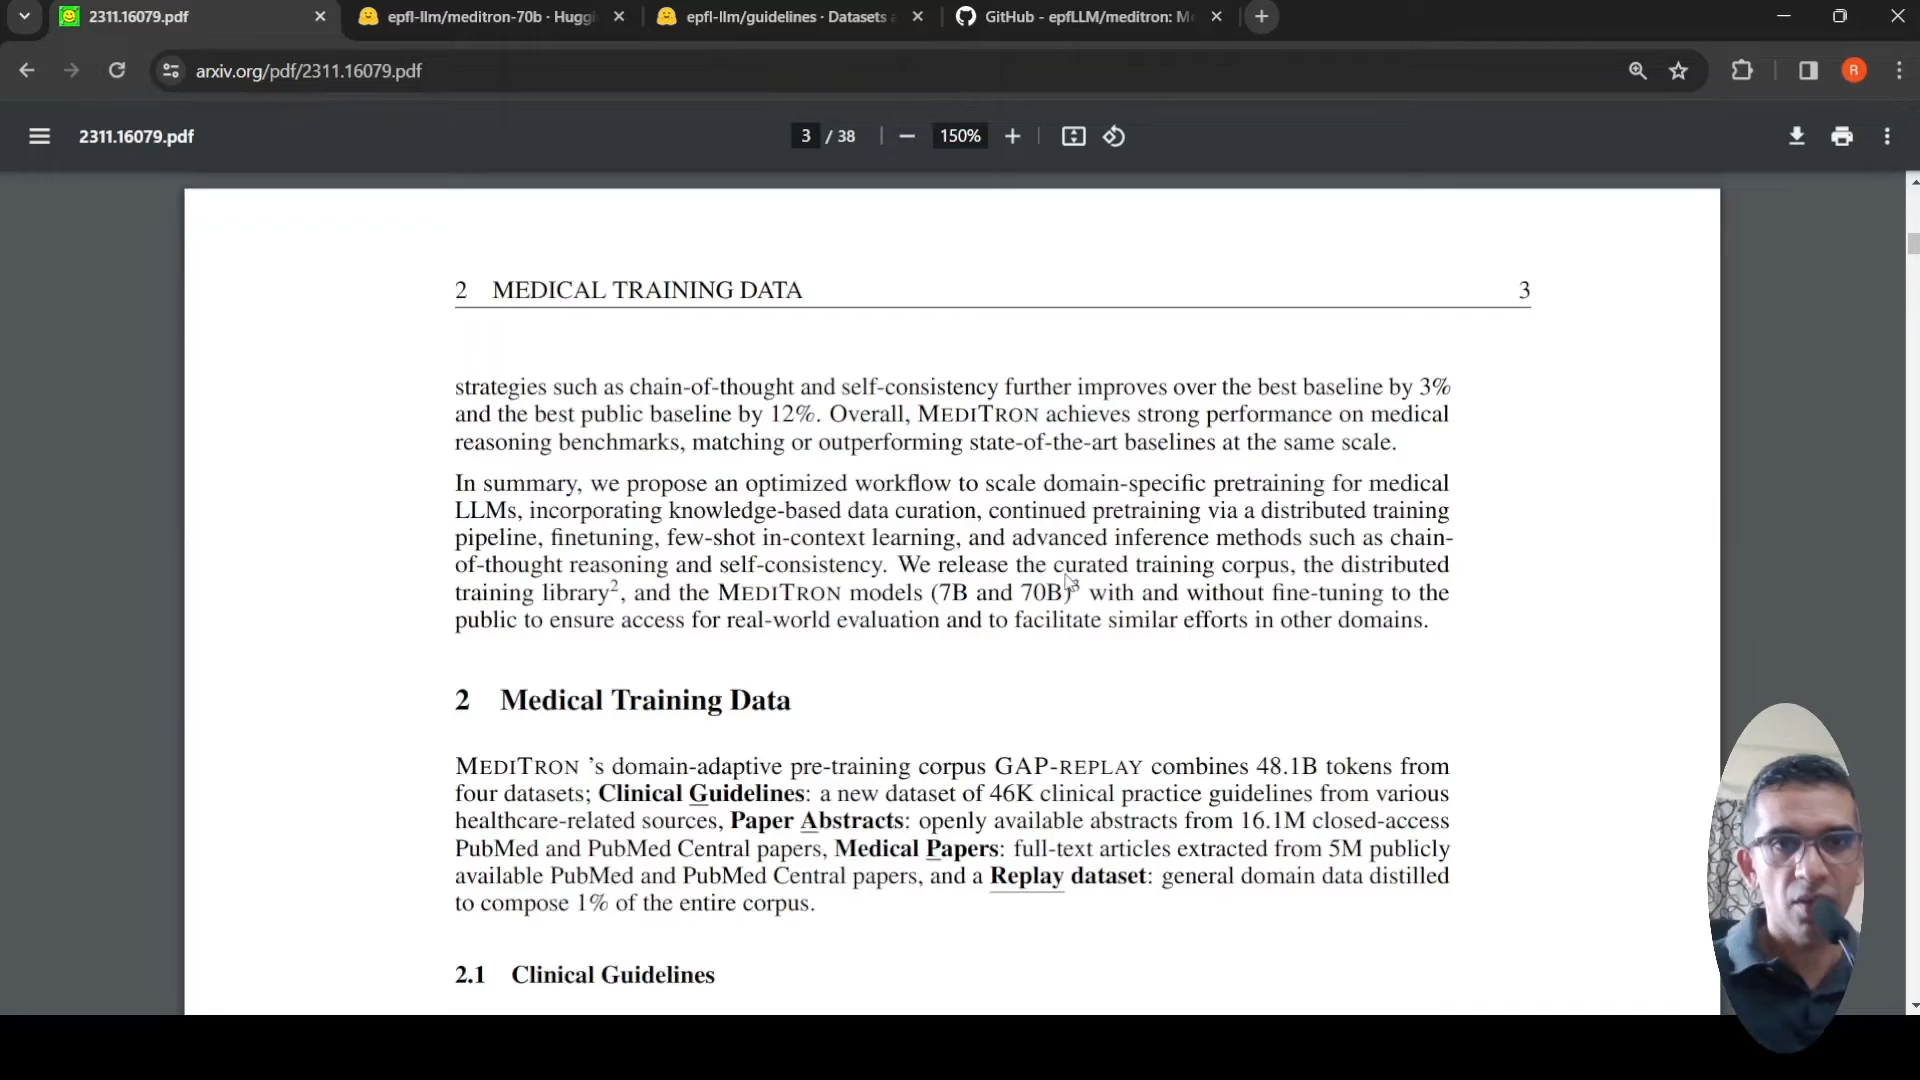 2311.16079.pdf
epfl-llm/meditron-70b · Huggi
epfl-llm/guidelines · Datasets a
GitHub - epfLLM/meditron: Me
arxiv.org/pdf/2311.16079.pdf
R
2311.16079.pdf
3 / 38
150%
2 MEDICAL TRAINING DATA 3
strategies such as chain-of-thought and self-consistency further improves over the best baseline by 3%
and the best public baseline by 12%. Overall, MEDITRON achieves strong performance on medical
reasoning benchmarks, matching or outperforming state-of-the-art baselines at the same scale.
In summary, we propose an optimized workflow to scale domain-specific pretraining for medical
LLMs, incorporating knowledge-based data curation, continued pretraining via a distributed training
pipeline, finetuning, few-shot in-context learning, and advanced inference methods such as chain-
of-thought reasoning and self-consistency. We release the curated training corpus, the distributed
training library2, and the MEDITRON models (7B and 70B)3 with and without fine-tuning to the
public to ensure access for real-world evaluation and to facilitate similar efforts in other domains.
2 Medical Training Data
MEDITRON 's domain-adaptive pre-training corpus GAP-REPLAY combines 48.1B tokens from
four datasets; Clinical Guidelines: a new dataset of 46K clinical practice guidelines from various
healthcare-related sources, Paper Abstracts: openly available abstracts from 16.1M closed-access
PubMed and PubMed Central papers, Medical Papers: full-text articles extracted from 5M publicly
available PubMed and PubMed Central papers, and a Replay dataset: general domain data distilled
to compose 1% of the entire corpus.
2.1 Clinical Guidelines